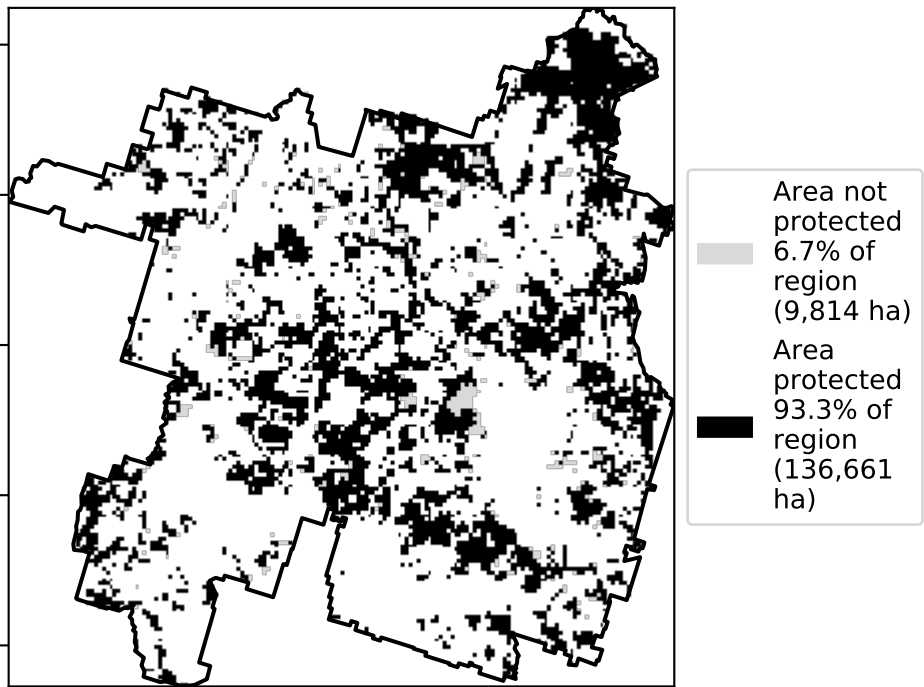 Area not
protected
6.7% of
region
(9,814 ha)
Area
protected
93.3% of
region
(136,661
ha)